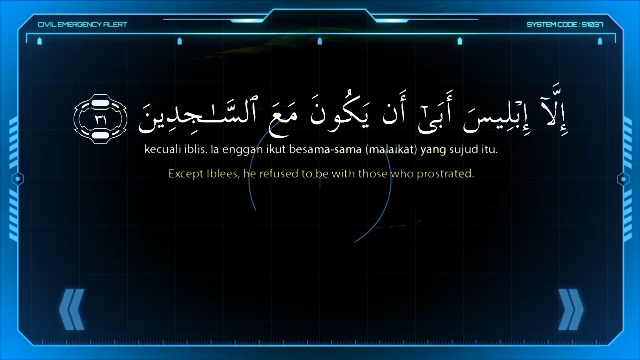 CIVIL EMERGENCY ALERT
SYSTEM CODE : S1037
إِلَّآ إِبْلِيسَ أَبَىٰٓ أَن يَكُونَ مَعَ ٱلسَّـٰجِدِينَ ٣١
kecuali iblis. Ia enggan ikut besama-sama (malaikat) yang sujud itu.
Except Iblees, he refused to be with those who prostrated.